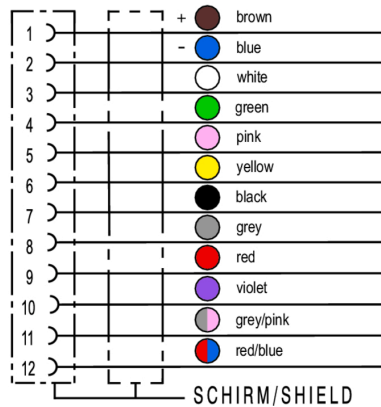 1 + brown
2 - blue
3 white
4 green
5 pink
6 yellow
7 black
8 grey
9 red
10 violet
11 grey/pink
12 red/blue
SCHIRM/SHIELD